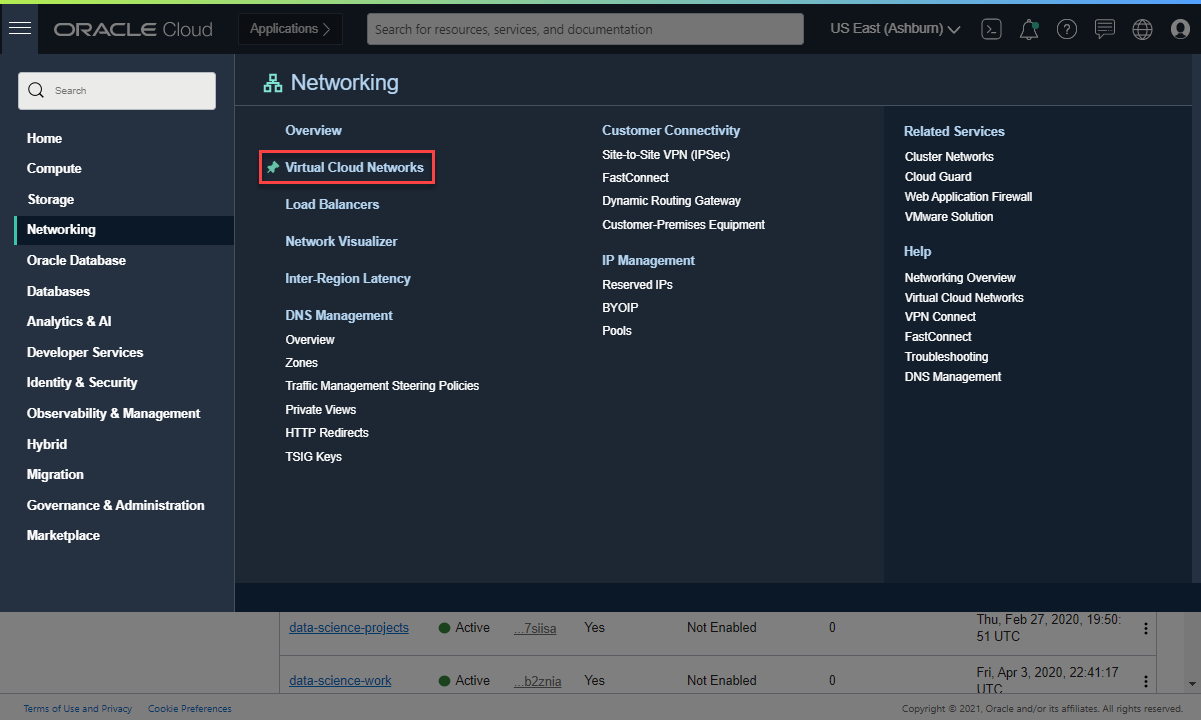 ORACLE Cloud
Applications
Search for resources, services, and documentation
US East (Ashburn)
Search
Home
Compute
Storage
Networking
Oracle Database
Databases
Analytics & AI
Developer Services
Identity & Security
Observability & Management
Hybrid
Migration
Governance & Administration
Marketplace
Networking
Overview
Virtual Cloud Networks
Load Balancers
Network Visualizer
Inter-Region Latency
DNS Management
Overview
Zones
Traffic Management Steering Policies
Private Views
HTTP Redirects
TSIG Keys
Customer Connectivity
Site-to-Site VPN (IPSec)
FastConnect
Dynamic Routing Gateway
Customer-Premises Equipment
IP Management
Reserved IPs
BYOIP
Pools
Related Services
Cluster Networks
Cloud Guard
Web Application Firewall
VMware Solution
Help
Networking Overview
Virtual Cloud Networks
VPN Connect
FastConnect
Troubleshooting
DNS Management
data-science-projects Active ...7siisa Yes Not Enabled 0 Thu, Feb 27, 2020, 19:50:
51 UTC
data-science-work Active ...b2znia Yes Not Enabled 0 Fri, Apr 3, 2020, 22:41:17
UTC
Terms of Use and Privacy Cookie Preferences Copyright © 2021, Oracle and/or its affiliates. All rights reserved.